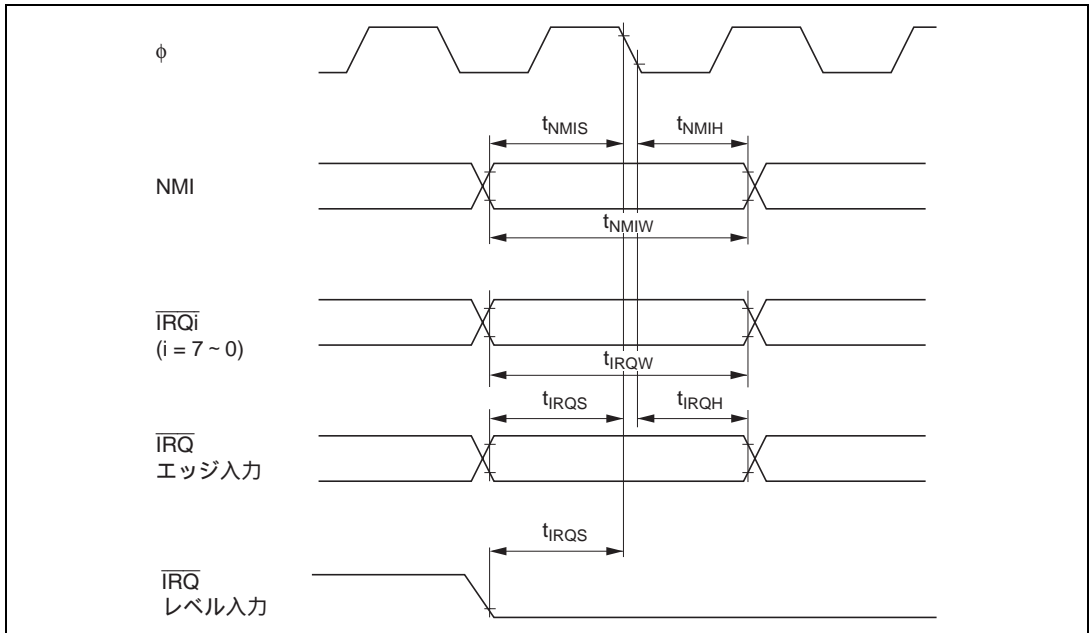 φ
tNMIS
tNMIH
NMI
tNMIW
IRQi
(i = 7 ~ 0)
tIRQW
tIRQS
tIRQH
IRQ
エッジ入力
tIRQS
IRQ
レベル入力